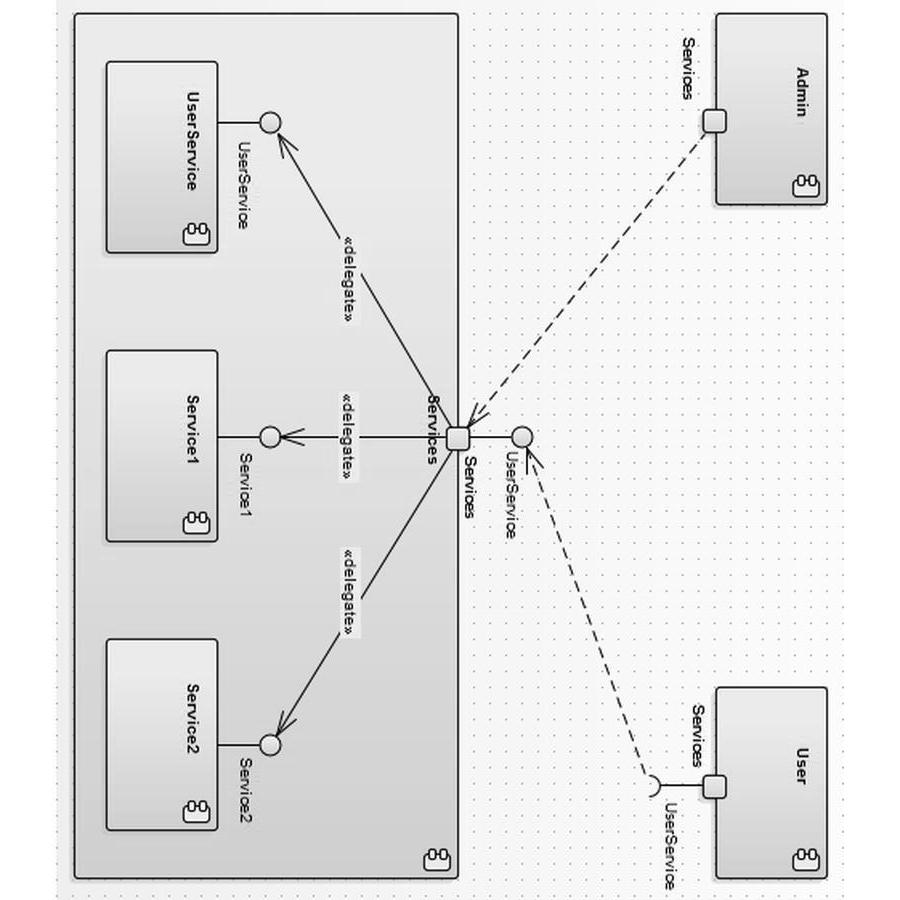 Admin
User
Services
Services
UserService
UserService
Services
Services
«delegate»
«delegate»
«delegate»
UserService
Service1
Service2
UserService
Service1
Service2